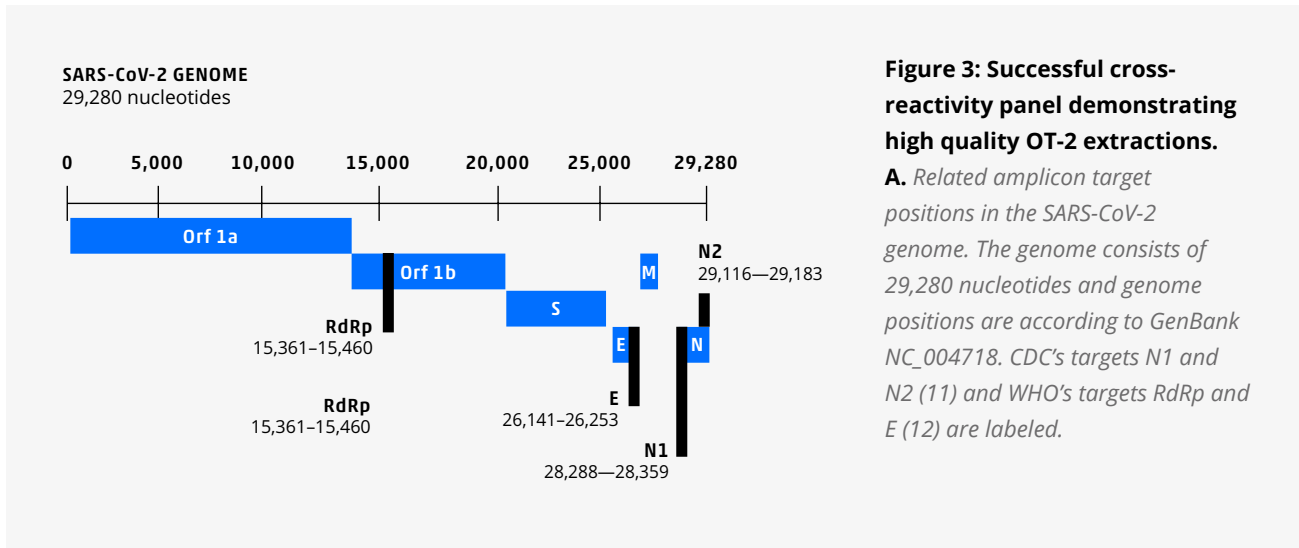 SARS-CoV-2 GENOME
29,280 nucleotides
0 5,000 10,000 15,000 20,000 25,000 29,280
Orf 1a
Orf 1b
M
N2
29,116—29,183
S
RdRp
15,361–15,460
E
N
E
26,141–26,253
RdRp
15,361–15,460
N1
28,288—28,359
Figure 3: Successful cross-
reactivity panel demonstrating
high quality OT-2 extractions.
A. Related amplicon target
positions in the SARS-CoV-2
genome. The genome consists of
29,280 nucleotides and genome
positions are according to GenBank
NC_004718. CDC’s targets N1 and
N2 (11) and WHO’s targets RdRp and
E (12) are labeled.